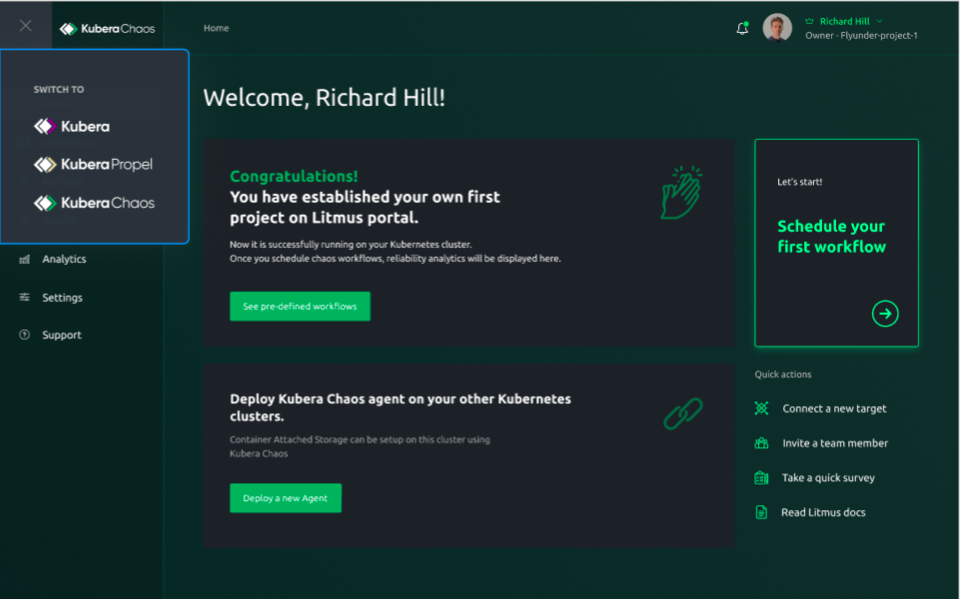 KuberaChaos
Home
Richard Hill
Owner · Flyunder-project-1
SWITCH TO
Kubera
KuberaPropel
KuberaChaos
Analytics
Settings
Support
Welcome, Richard Hill!
Congratulations!
You have established your own first
project on Litmus portal.
Now it is successfully running on your Kubernetes cluster.
Once you schedule chaos workflows, reliability analytics will be displayed here.
See pre-defined workflows
Let's start!
Schedule your
first workflow
Deploy Kubera Chaos agent on your other Kubernetes
clusters.
Container Attached Storage can be setup on this cluster using
Kubera Chaos
Deploy a new Agent
Quick actions
Connect a new target
Invite a team member
Take a quick survey
Read Litmus docs